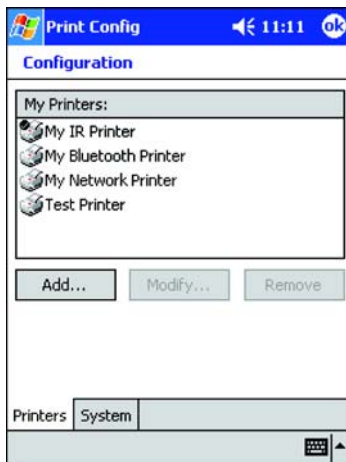 Print Config 11:11 ok
Configuration
My Printers:
My IR Printer
My Bluetooth Printer
My Network Printer
Test Printer
Add... Modify... Remove
Printers System